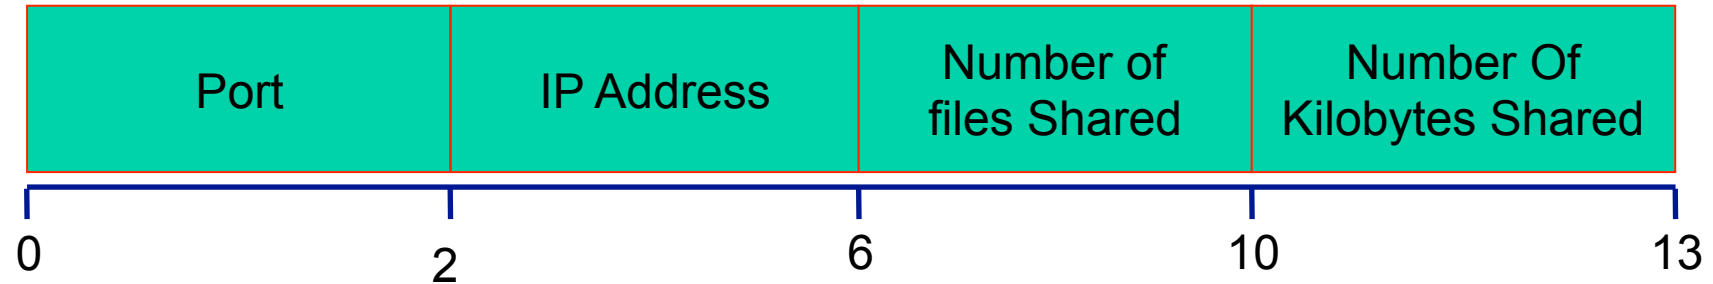 Port
IP Address
Number of
files Shared
Number Of
Kilobytes Shared
0
2
6
10
13